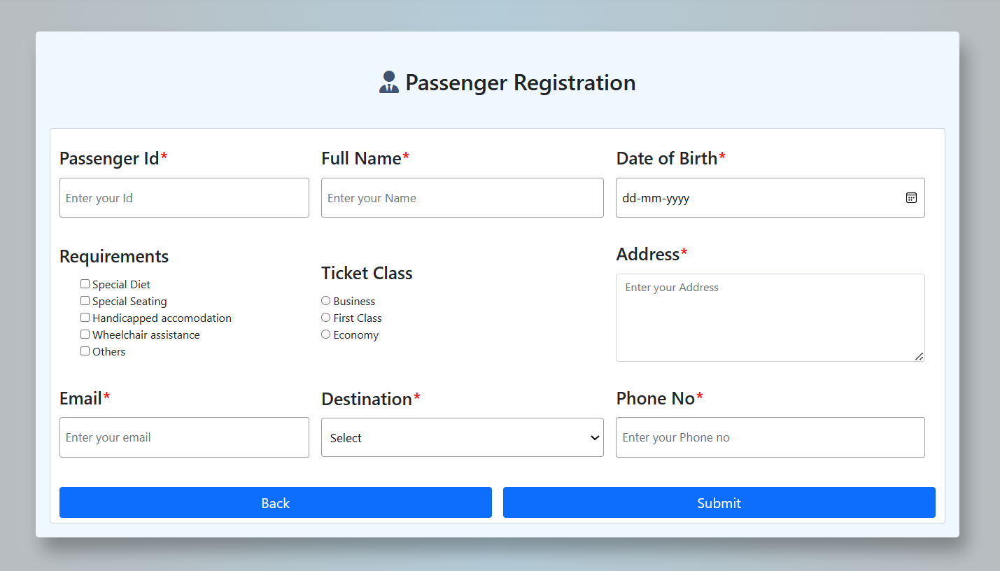 Passenger Registration
Passenger Id* Full Name* Date of Birth*
Enter your Id Enter your Name dd-mm-yyyy
Requirements
Special Diet
Special Seating
Handicapped accomodation
Wheelchair assistance
Others
Ticket Class
Business
First Class
Economy
Address*
Enter your Address
Email* Destination* Phone No*
Enter your email Select Enter your Phone no
Back Submit